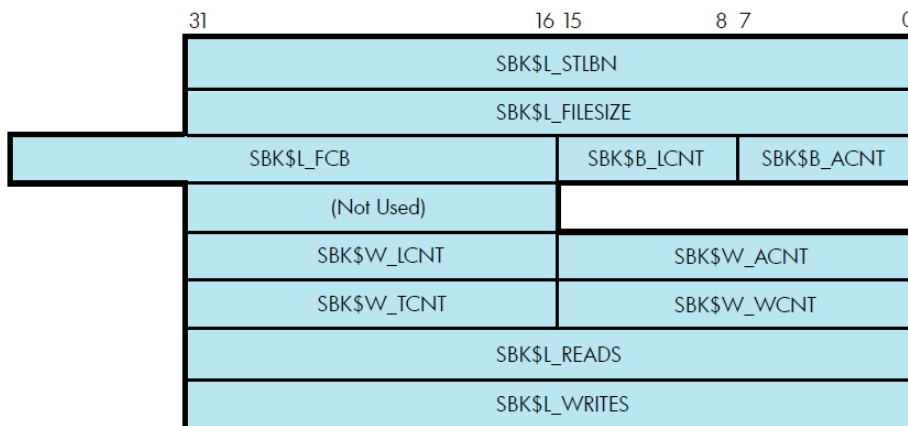 31 16 15 8 7 0
SBK$L_STLBN
SBK$L_FILESIZE
SBK$L_FCB SBK$B_LCNT SBK$B_ACNT
(Not Used)
SBK$W_LCNT SBK$W_ACNT
SBK$W_TCNT SBK$W_WCNT
SBK$L_READS
SBK$L_WRITES